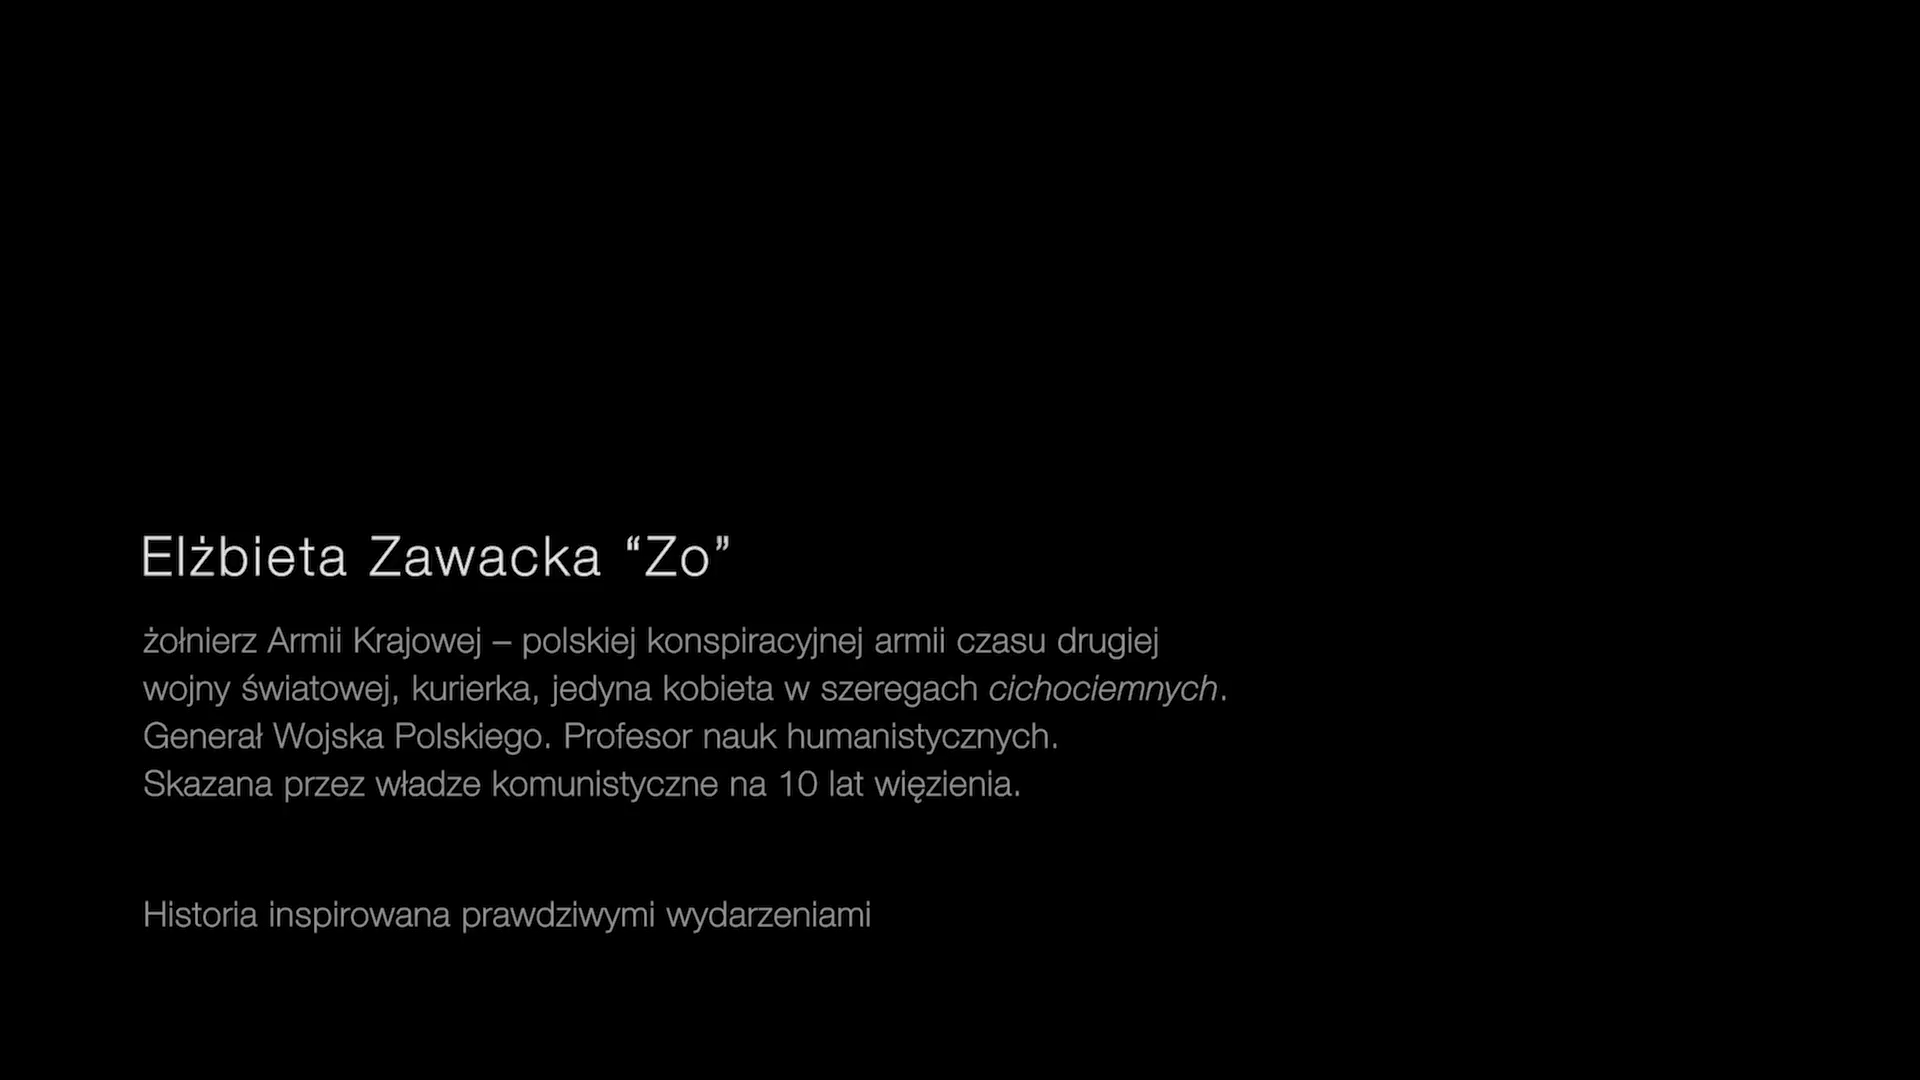 Elżbieta Zawacka “Zo”
żołnierz Armii Krajowej – polskiej konspiracyjnej armii czasu drugiej
wojny światowej, kurierka, jedyna kobieta w szeregach cichociemnych.
Generał Wojska Polskiego. Profesor nauk humanistycznych.
Skazana przez władze komunistyczne na 10 lat więzienia.
Historia inspirowana prawdziwymi wydarzeniami